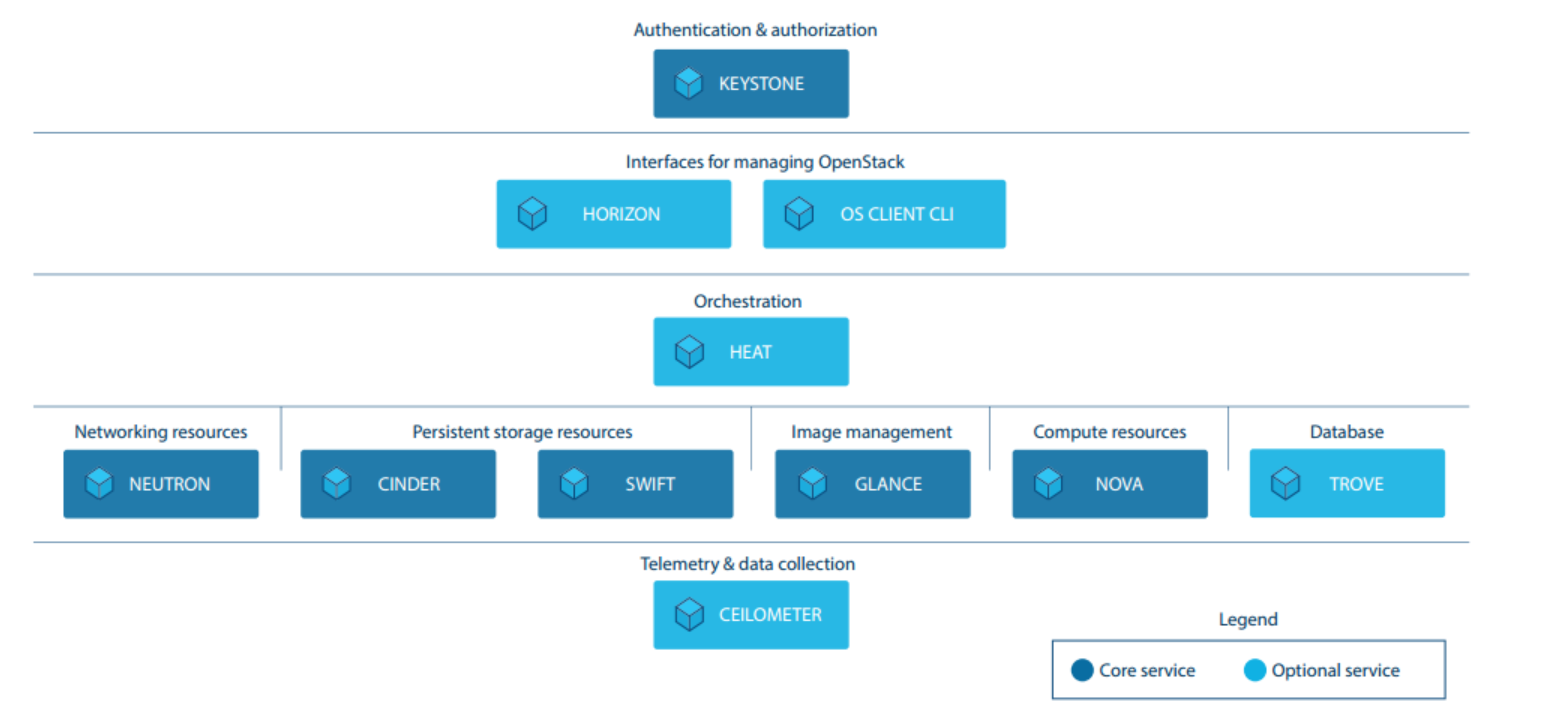 Authentication & authorization
KEYSTONE
Interfaces for managing OpenStack
HORIZON
OS CLIENT CLI
Orchestration
HEAT
Networking resources
Persistent storage resources
Image management
Compute resources
Database
NEUTRON
CINDER
SWIFT
GLANCE
NOVA
TROVE
Telemetry & data collection
CEILOMETER
Legend
Core service
Optional service